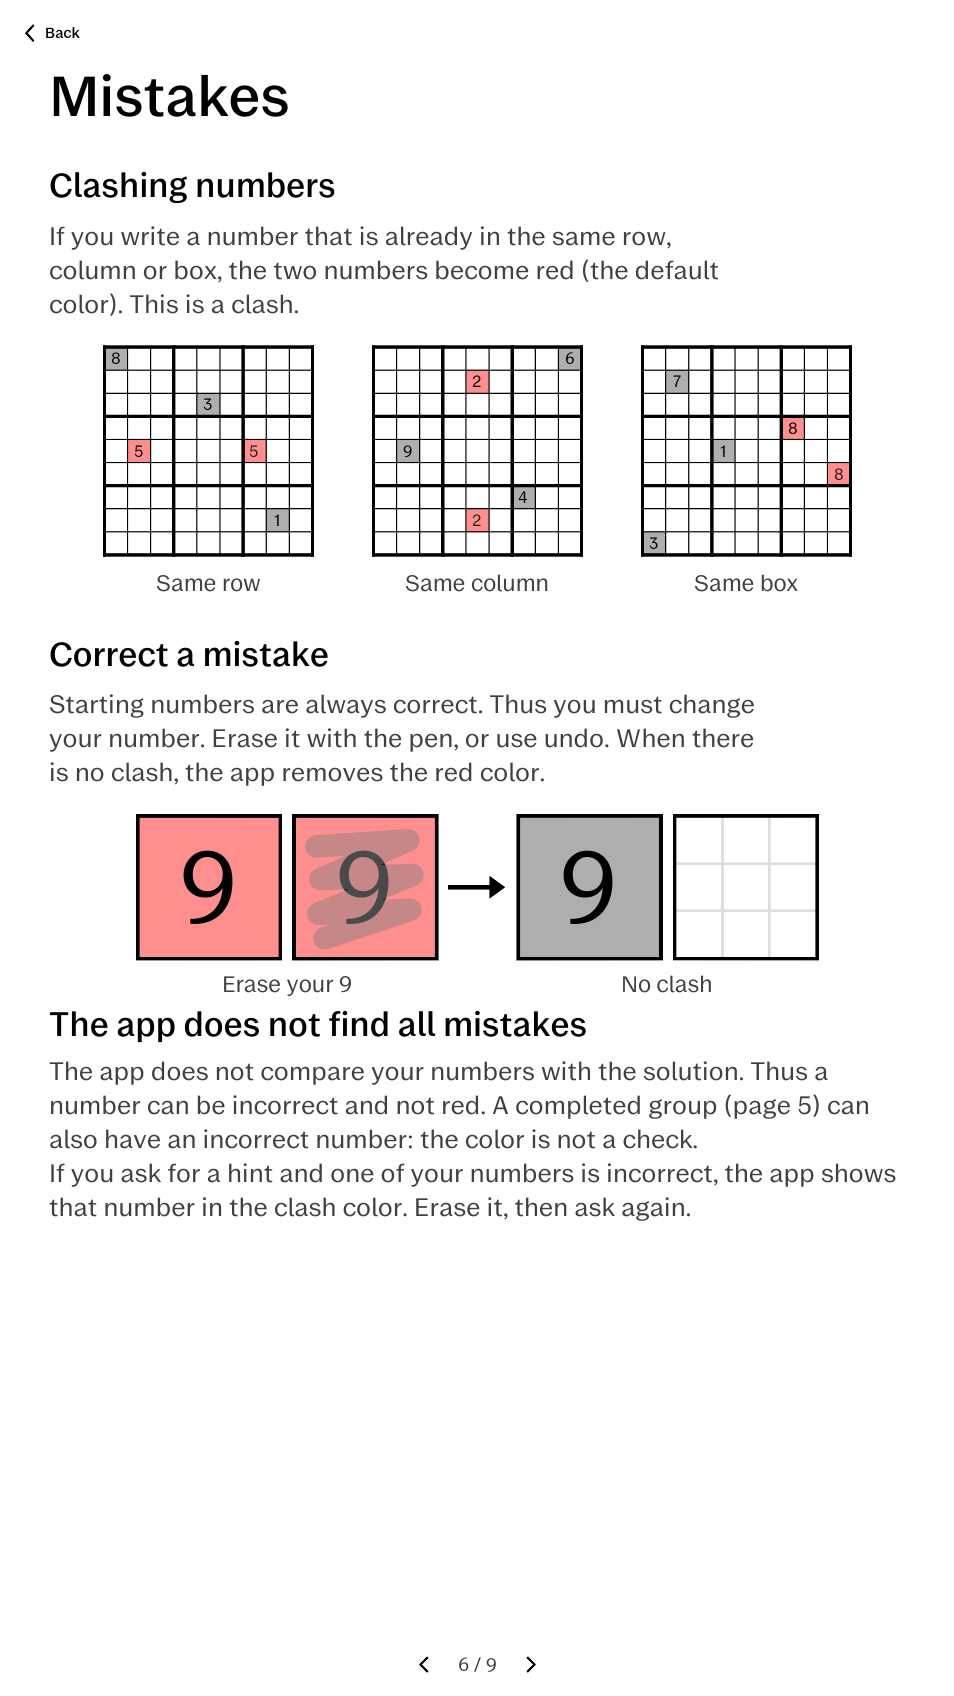 Back
Mistakes
Clashing numbers
If you write a number that is already in the same row,
column or box, the two numbers become red (the default
color). This is a clash.
8
3
5 5
1
6
2
9
4
2
7
8
1
8
3
Same row Same column Same box
Correct a mistake
Starting numbers are always correct. Thus you must change
your number. Erase it with the pen, or use undo. When there
is no clash, the app removes the red color.
9 9 9
Erase your 9 No clash
The app does not find all mistakes
The app does not compare your numbers with the solution. Thus a
number can be incorrect and not red. A completed group (page 5) can
also have an incorrect number: the color is not a check.
If you ask for a hint and one of your numbers is incorrect, the app shows
that number in the clash color. Erase it, then ask again.
6 / 9